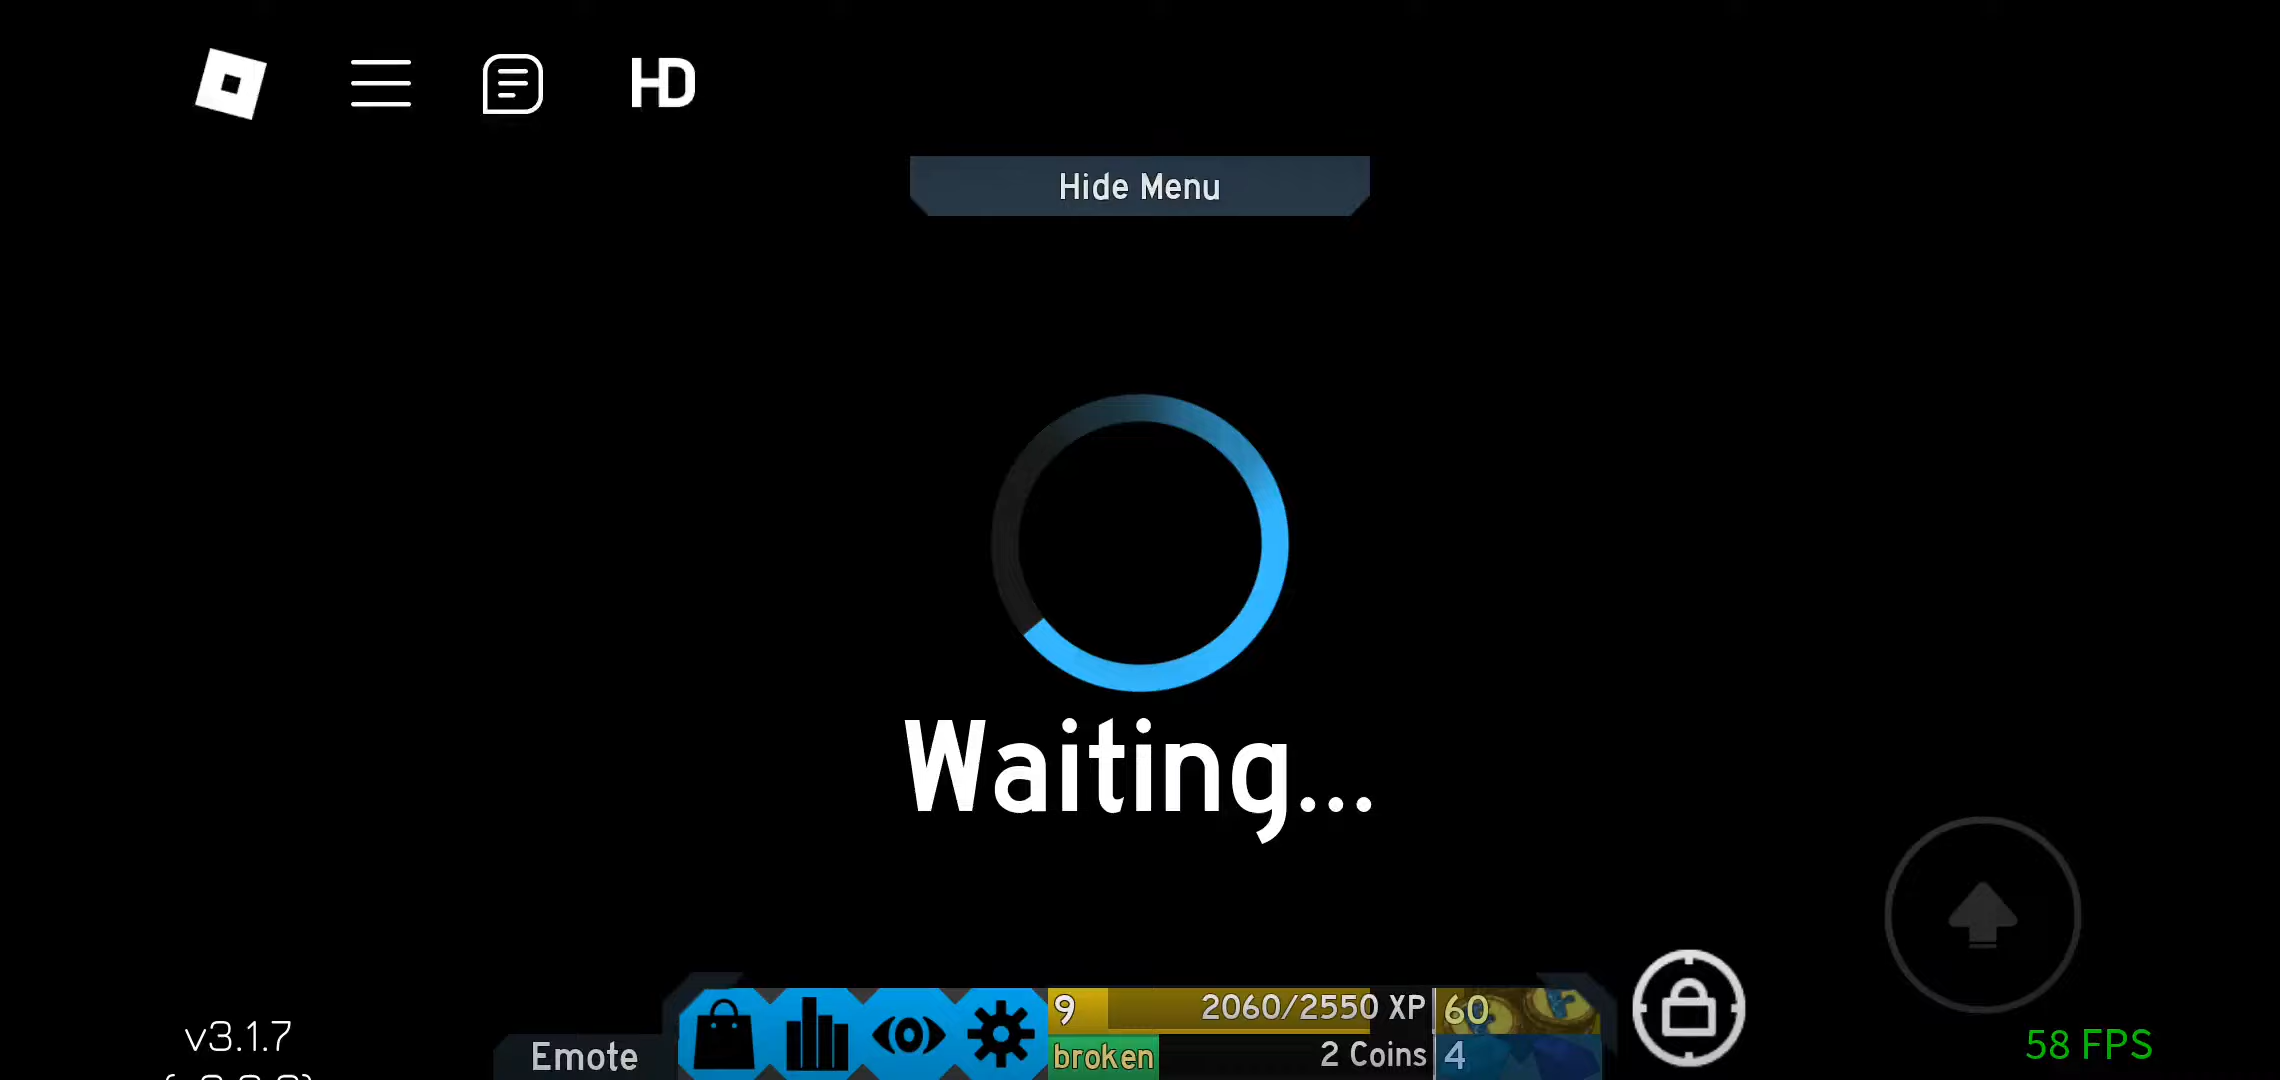 HD
Hide Menu
Waiting...
9 2060/2550 XP 60
v3.1.7
Emote
broken 2 Coins 4
58 FPS